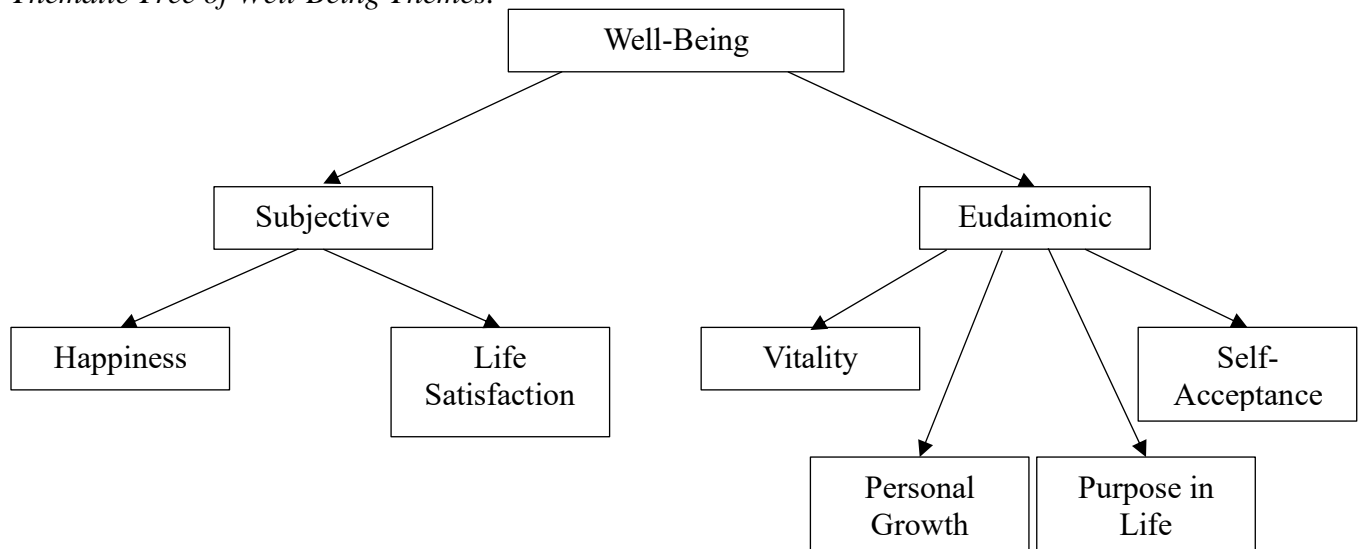 Thematic Tree of Well-Being Themes.
Well-Being
Subjective
Eudaimonic
Happiness
Life
Satisfaction
Vitality
Self-
Acceptance
Personal
Growth
Purpose in
Life